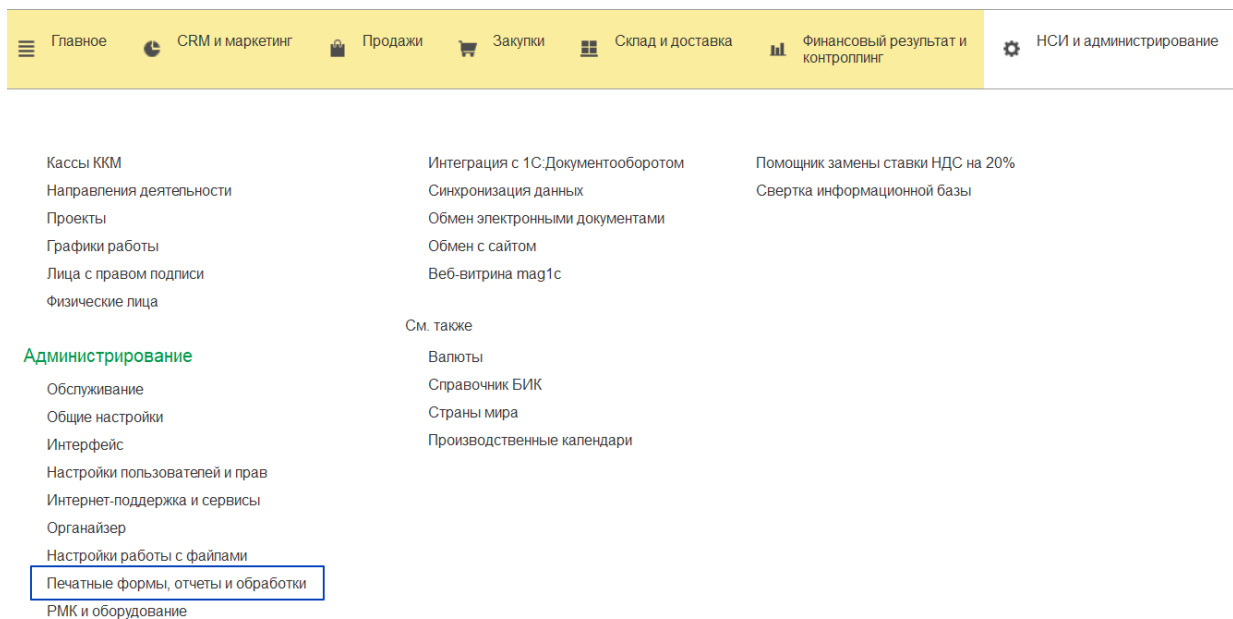 Главное
CRM и маркетинг
Продажи
Закупки
Склад и доставка
Финансовый результат и
контроллинг
НСИ и администрирование
Кассы ККМ
Направления деятельности
Проекты
Графики работы
Лица с правом подписи
Физические лица
Администрирование
Обслуживание
Общие настройки
Интерфейс
Настройки пользователей и прав
Интернет-поддержка и сервисы
Органайзер
Настройки работы с файлами
Печатные формы, отчеты и обработки
РМК и оборудование
Интеграция с 1С:Документооборотом
Синхронизация данных
Обмен электронными документами
Обмен с сайтом
Веб-витрина mag1c
См. также
Валюты
Справочник БИК
Страны мира
Производственные календари
Помощник замены ставки НДС на 20%
Свертка информационной базы